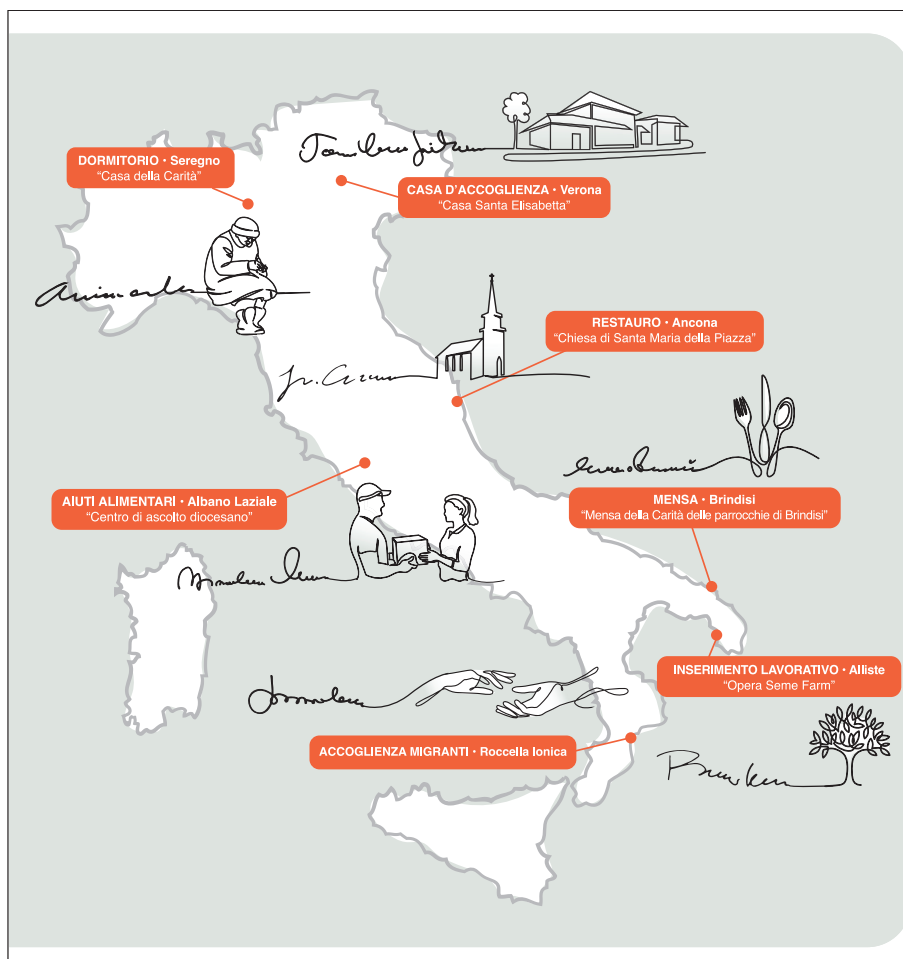 DORMITORIO • Seregno
“Casa della Carità”
CASA D’ACCOGLIENZA • Verona
“Casa Santa Elisabetta”
RESTAURO • Ancona
“Chiesa di Santa Maria della Piazza”
AIUTI ALIMENTARI • Albano Laziale
“Centro di ascolto diocesano”
MENSA • Brindisi
“Mensa della Carità delle parrocchie di Brindisi”
INSERIMENTO LAVORATIVO • Alliste
“Opera Seme Farm”
ACCOGLIENZA MIGRANTI • Roccella Ionica